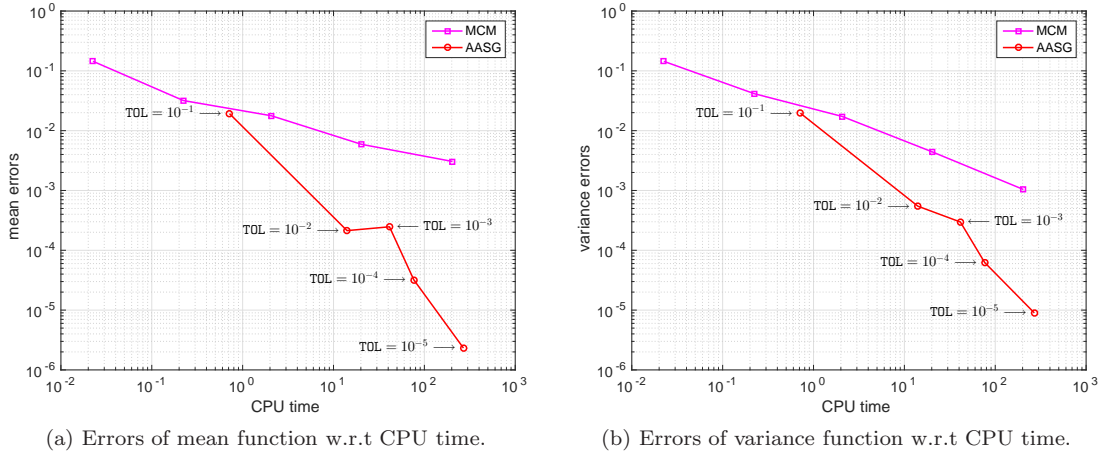 10^0
10^-1
10^-2
10^-3
10^-4
10^-5
10^-6
mean errors
MCM
AASG
TOL = 10^-1
TOL = 10^-2
TOL = 10^-3
TOL = 10^-4
TOL = 10^-5
10^-2 10^-1 10^0 10^1 10^2 10^3
CPU time
(a) Errors of mean function w.r.t CPU time.
10^0
10^-1
10^-2
10^-3
10^-4
10^-5
10^-6
variance errors
MCM
AASG
TOL = 10^-1
TOL = 10^-2
TOL = 10^-3
TOL = 10^-4
TOL = 10^-5
10^-2 10^-1 10^0 10^1 10^2 10^3
CPU time
(b) Errors of variance function w.r.t CPU time.